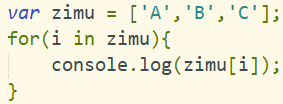 var zimu = ['A','B','C'];
for(i in zimu){
    console.log(zimu[i]);
}